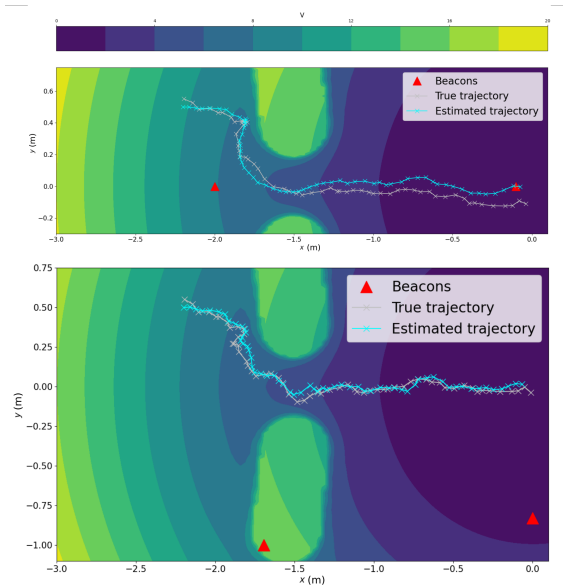 V
0 4 8 12 16 20
Beacons
True trajectory
Estimated trajectory
0.6
0.4
0.2
0.0
−0.2
y (m)
−3.0 −2.5 −2.0 −1.5 −1.0 −0.5 0.0
x (m)
Beacons
True trajectory
Estimated trajectory
0.75
0.50
0.25
0.00
−0.25
−0.50
−0.75
−1.00
y (m)
−3.0 −2.5 −2.0 −1.5 −1.0 −0.5 0.0
x (m)